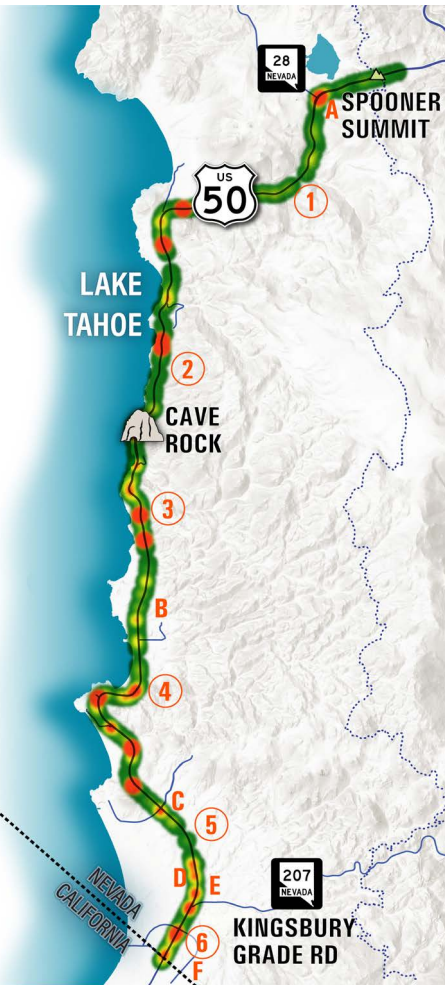 28
NEVADA
A
SPOONER
SUMMIT
US
50
1
LAKE
TAHOE
2
CAVE
ROCK
3
B
4
C
5
D
E
207
NEVADA
NEVADA
CALIFORNIA
6
KINGSBURY
GRADE RD
F